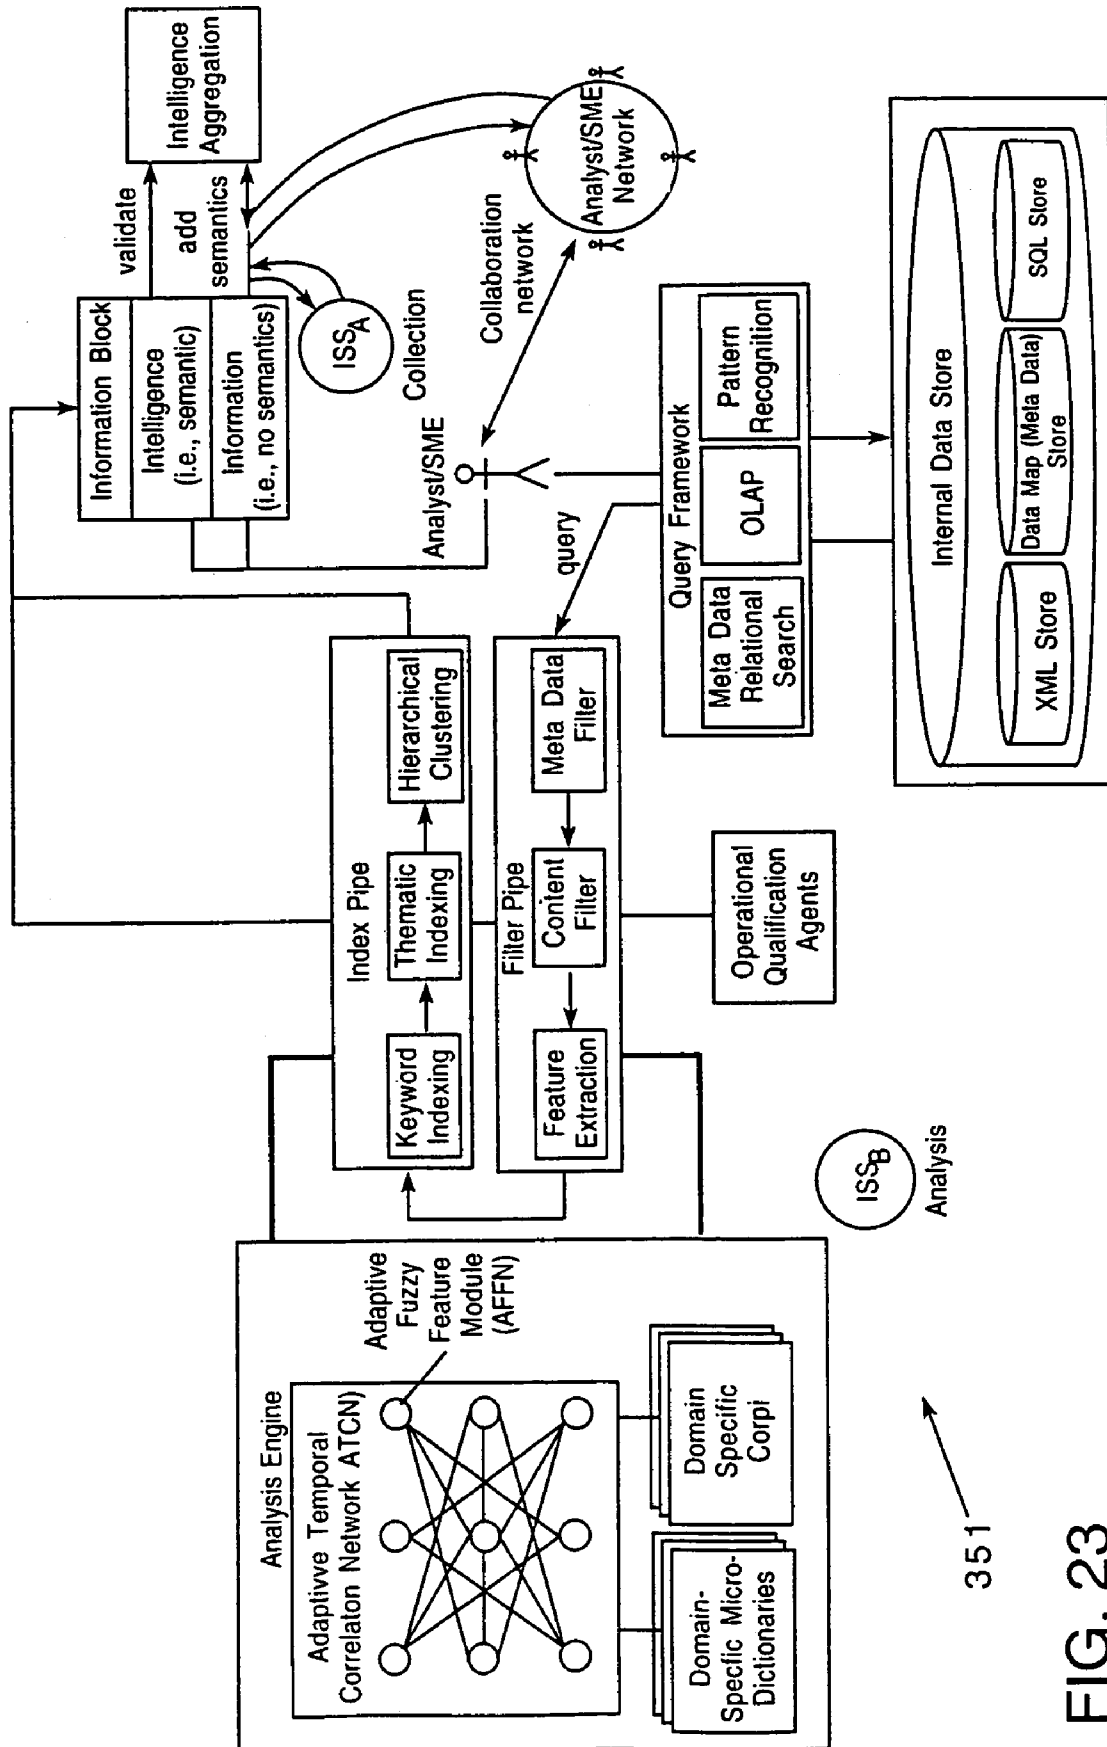 Analysis Engine
Adaptivve Temporal
Correlaton Network ATCN)
Adaptive
Fuzzy
Feature
Module
(AFFN)
Domain-
Specfic Micro-
Dictionaries
Domain
Specific
Corpi
Index Pipe
Keyword
Indexing
Thematic
Indexing
Hierarchical
Clustering
Filter Pipe
Feature
Extraction
Content
Filter
Meta Data
Filter
ISSB
Analysis
Operational
Qualification
Agents
Information Block
Intelligence
(i.e., semantic)
Information
(i.e., no semantics)
validate
add
semantics
Intelligence
Aggregation
ISSA
Collection
Analyst/SME
Collaboration
network
Analyst/SME
Network
query
Query Framework
Meta Data
Relational
Search
OLAP
Pattern
Recognition
Internal Data Store
XML Store
Data Map (Meta Data)
Store
SQL Store
351
FIG. 23